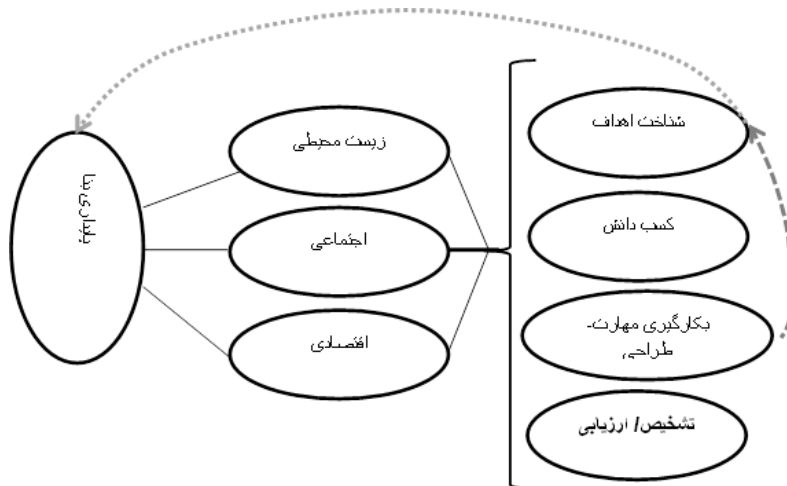 شناخت اهداف
کسب دانش
بکارگیری مهارت-
طراحی
تشخیص/ ارزیابی
زیست محیطی
اجتماعی
اقتصادی
پایداری بنا